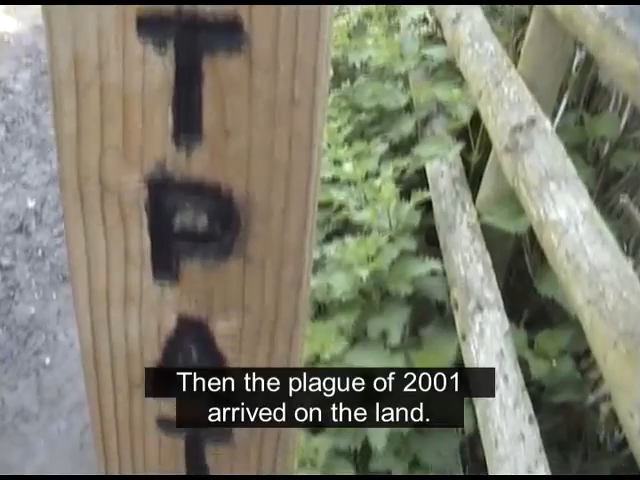 T
P
A
Then the plague of 2001
arrived on the land.